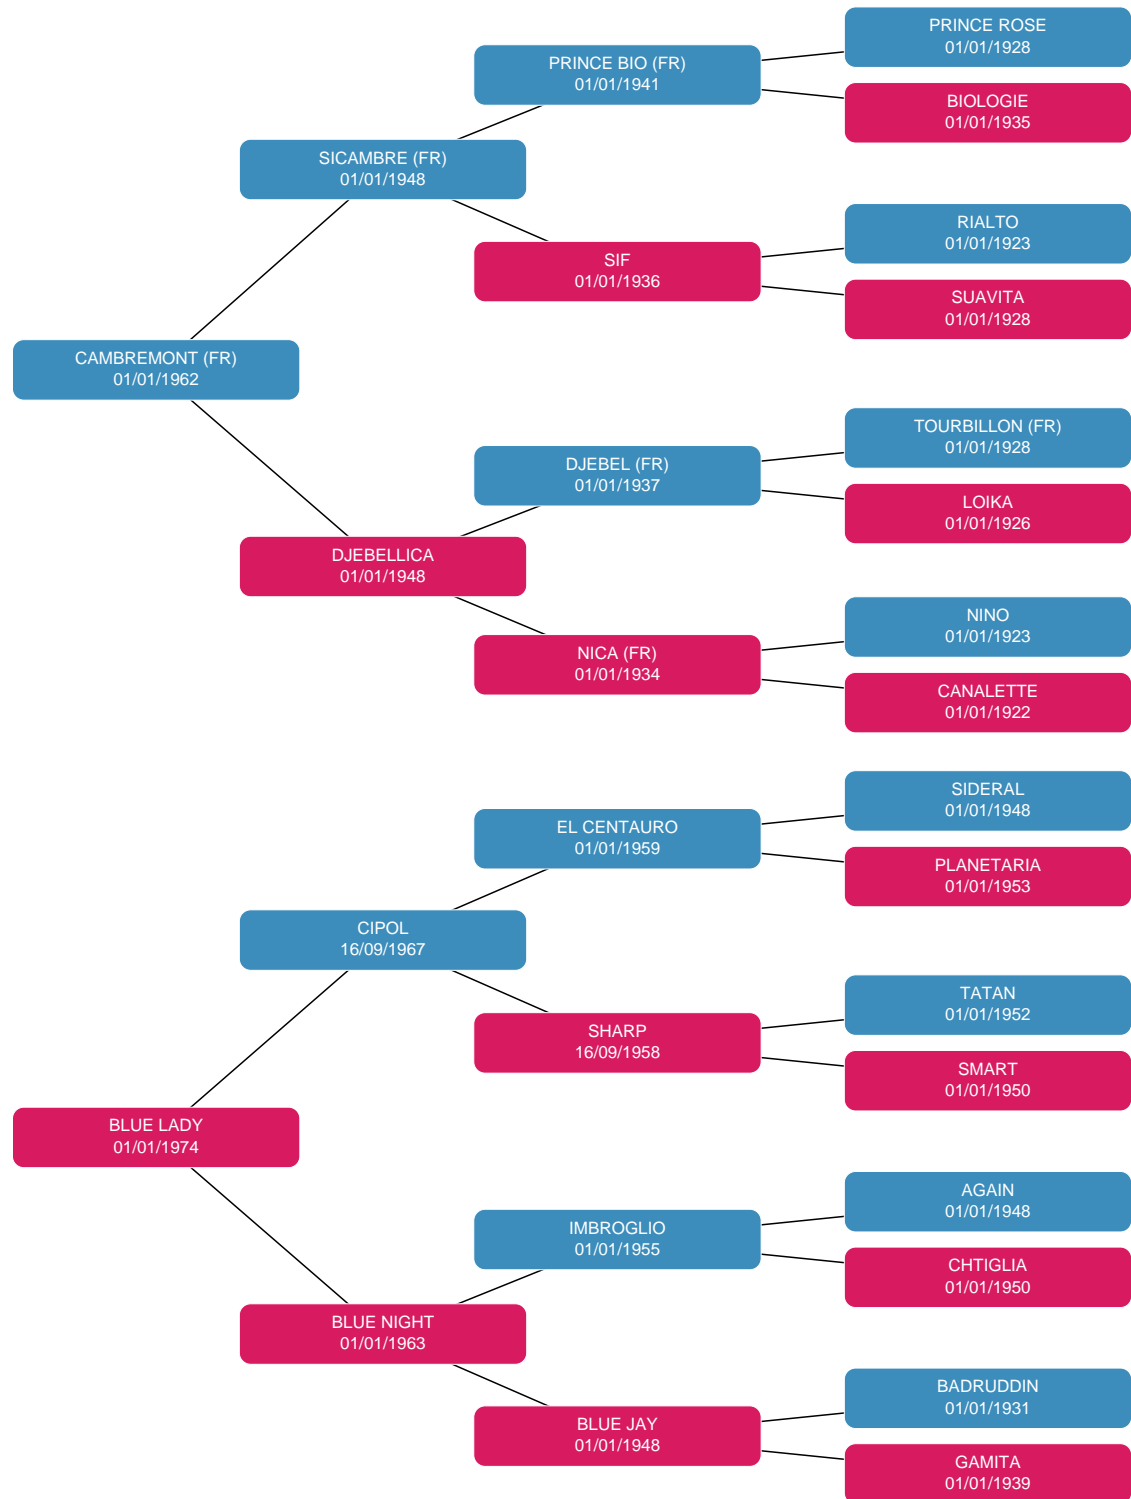 PRINCE ROSE
01/01/1928
PRINCE BIO (FR)
01/01/1941
BIOLOGIE
01/01/1935
SICAMBRE (FR)
01/01/1948
RIALTO
01/01/1923
SIF
01/01/1936
SUAVITA
01/01/1928
CAMBREMONT (FR)
01/01/1962
TOURBILLON (FR)
01/01/1928
DJEBEL (FR)
01/01/1937
LOIKA
01/01/1926
DJEBELLICA
01/01/1948
NINO
01/01/1923
NICA (FR)
01/01/1934
CANALETTE
01/01/1922
SIDERAL
01/01/1948
EL CENTAURO
01/01/1959
PLANETARIA
01/01/1953
CIPOL
16/09/1967
TATAN
01/01/1952
SHARP
16/09/1958
SMART
01/01/1950
BLUE LADY
01/01/1974
AGAIN
01/01/1948
IMBROGLIO
01/01/1955
CHTIGLIA
01/01/1950
BLUE NIGHT
01/01/1963
BADRUDDIN
01/01/1931
BLUE JAY
01/01/1948
GAMITA
01/01/1939